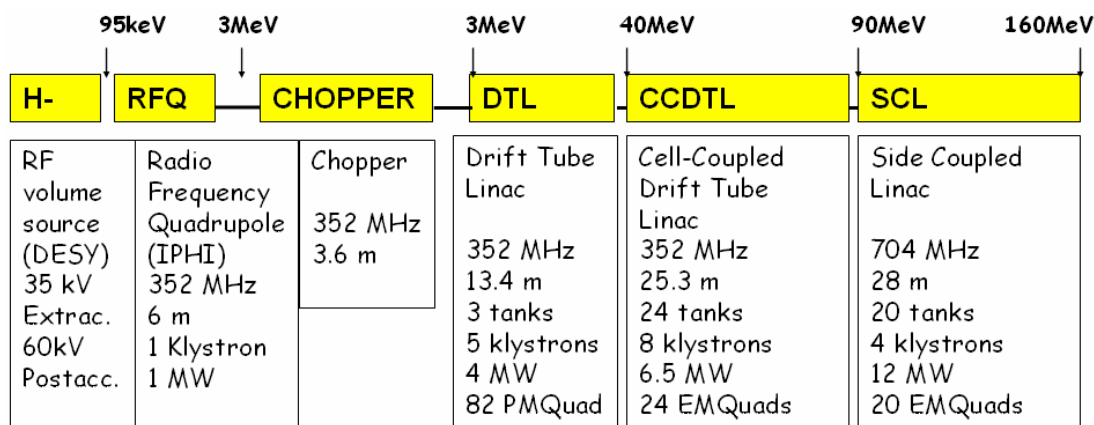 95keV 3MeV 3MeV 40MeV 90MeV 160MeV
H- RFQ CHOPPER DTL CCDTL SCL
RF
volume
source
(DESY)
35 kV
Extrac.
60kV
Postacc.
Radio
Frequency
Quadrupole
(IPHI)
352 MHz
6 m
1 Klystron
1 MW
Chopper
352 MHz
3.6 m
Drift Tube
Linac
352 MHz
13.4 m
3 tanks
5 klystrons
4 MW
82 PMQuad
Cell-Coupled
Drift Tube
Linac
352 MHz
25.3 m
24 tanks
8 klystrons
6.5 MW
24 EMQuads
Side Coupled
Linac
704 MHz
28 m
20 tanks
4 klystrons
12 MW
20 EMQuads